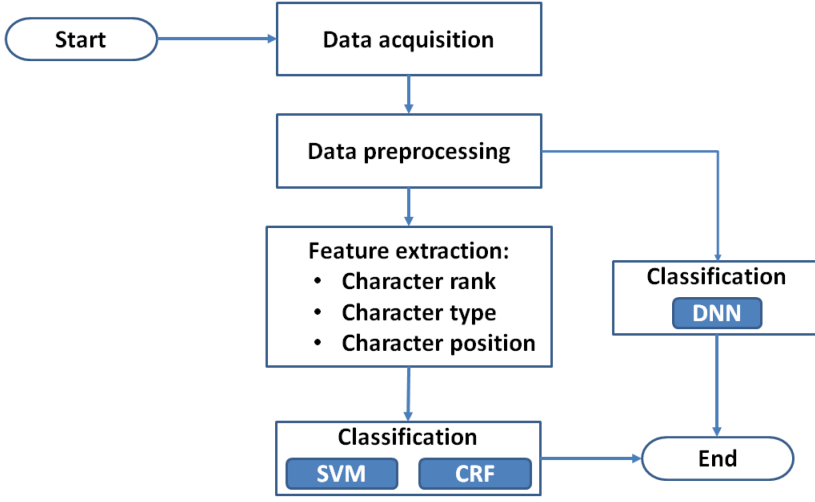 Start
Data acquisition
Data preprocessing
Feature extraction:
• Character rank
• Character type
• Character position
Classification
DNN
Classification
SVM CRF
End